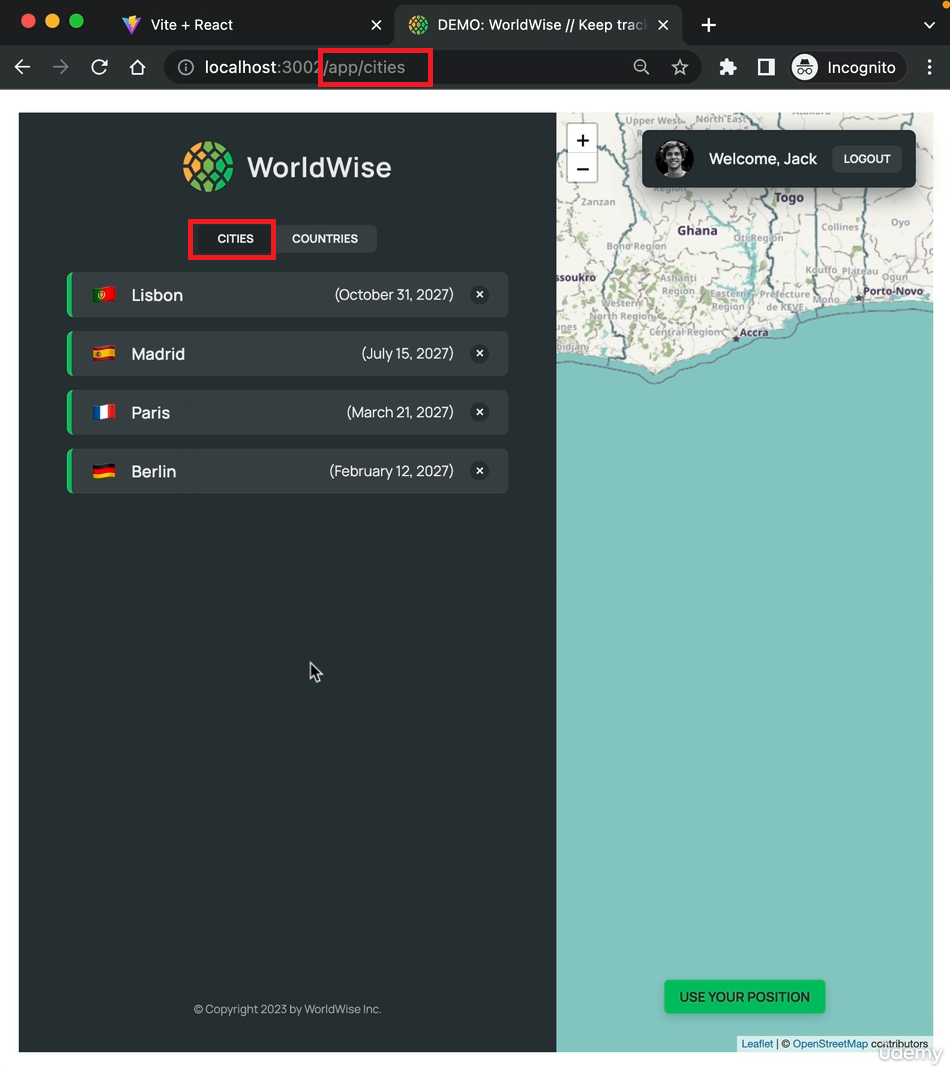 Vite + React
DEMO: WorldWise // Keep trac
localhost:3002/app/cities
Incognito
WorldWise
CITIES
COUNTRIES
Lisbon (October 31, 2027)
Madrid (July 15, 2027)
Paris (March 21, 2027)
Berlin (February 12, 2027)
© Copyright 2023 by WorldWise Inc.
+
−
Welcome, Jack
LOGOUT
Upper West
North East
Region
Zanzan
Togo
Ghana
Collines
Oyo
Bono Region
Oti Region
ssoukro
Ashanti
Region
Kouffo
Plateau
Ogun
Eastern
Region
Préfecture
de KEVE
Mono
Porto-Novo
Western
North Region
Central Region
Accra
USE YOUR POSITION
Leaflet | © OpenStreetMap contributors
udemy